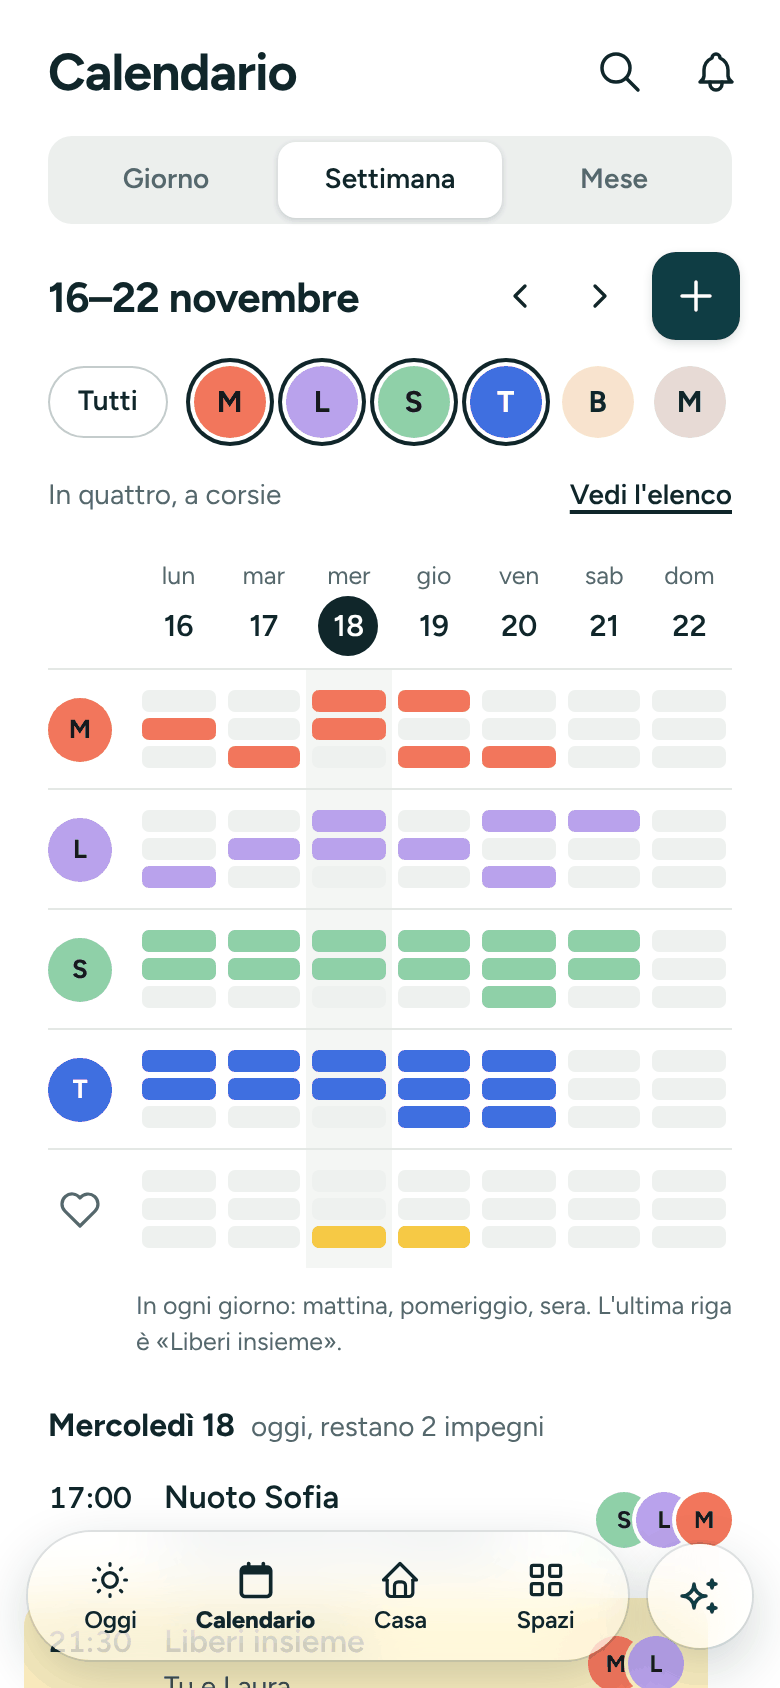 Calendario
Giorno Settimana Mese
16–22 novembre
Tutti M L S T B M
In quattro, a corsie Vedi l'elenco
lun mar mer gio ven sab dom
16 17 18 19 20 21 22
M
L
S
T
In ogni giorno: mattina, pomeriggio, sera. L'ultima riga
è «Liberi insieme».
Mercoledì 18 oggi, restano 2 impegni
17:00 Nuoto Sofia
S L M
Oggi Calendario Casa Spazi
21:30 Liberi insieme
M L
Tu e Laura